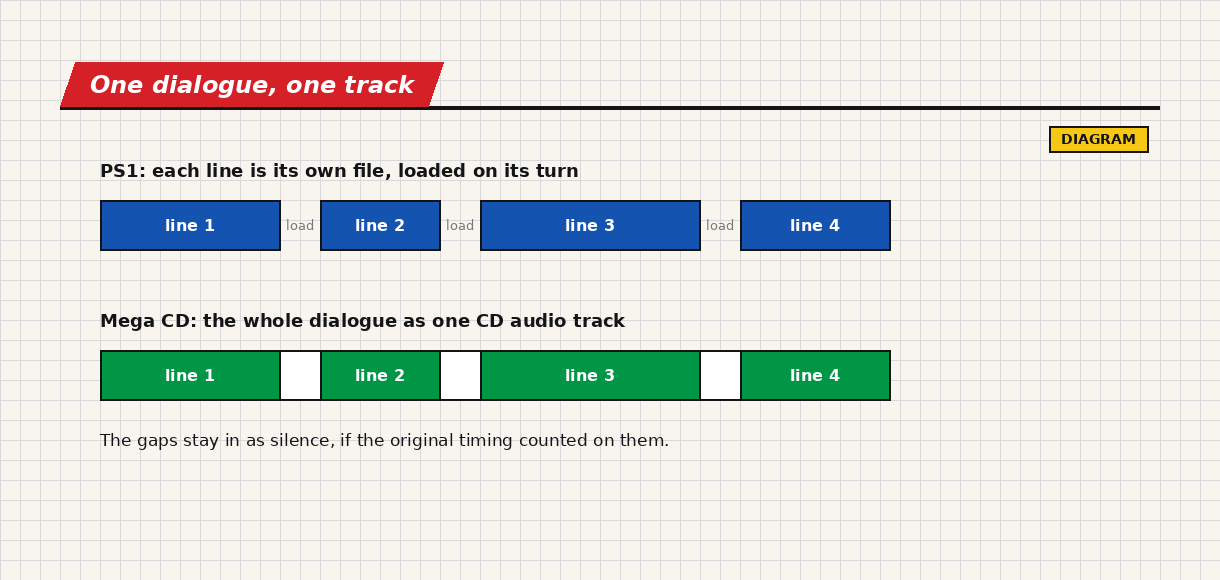 One dialogue, one track
DIAGRAM
PS1: each line is its own file, loaded on its turn
line 1 load line 2 load line 3 load line 4
Mega CD: the whole dialogue as one CD audio track
line 1 line 2 line 3 line 4
The gaps stay in as silence, if the original timing counted on them.